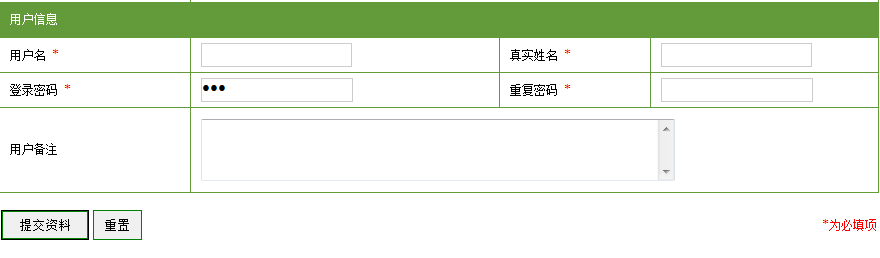 用户信息
用户名 * 真实姓名 *
登录密码 * ●●● 重复密码 *
用户备注
提交资料 重置 *为必填项